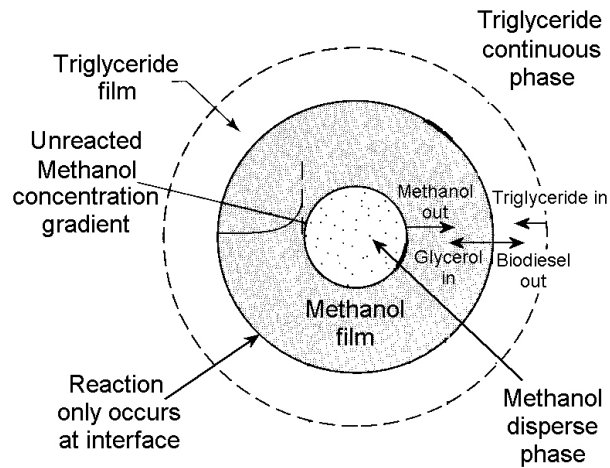 Triglyceride
continuous
phase
Triglyceride
film
Unreacted
Methanol
concentration
gradient
Methanol
out
Triglyceride in
Glycerol
in
Biodiesel
out
Methanol
film
Reaction
only occurs
at interface
Methanol
disperse
phase